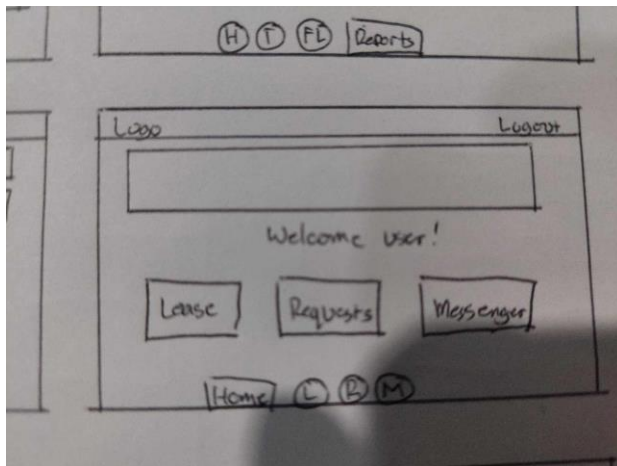 H T FL Reports
Logo Logout
Welcome user!
Lease Requests Messenger
Home L R M